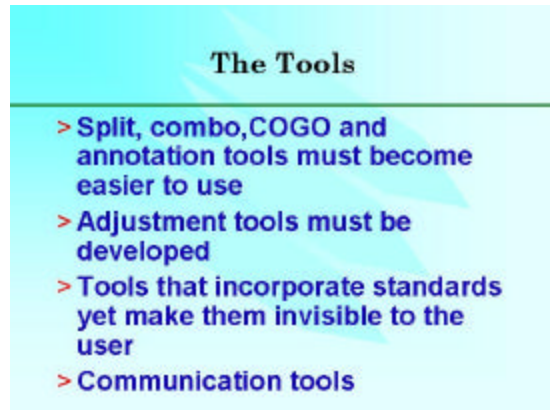 The Tools
> Split, combo,COGO and
annotation tools must become
easier to use
> Adjustment tools must be
developed
> Tools that incorporate standards
yet make them invisible to the
user
> Communication tools